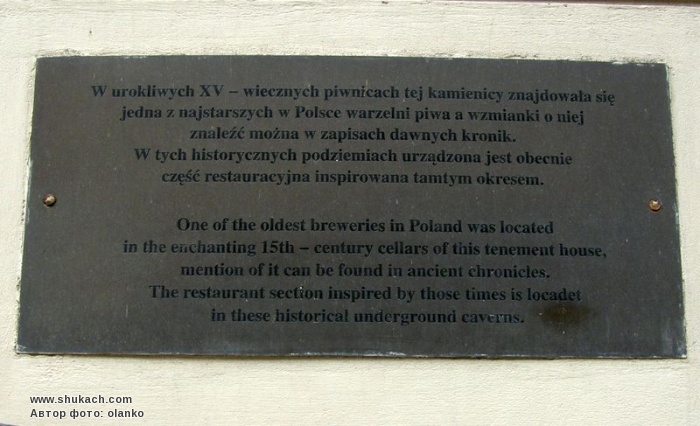 W urokliwych XV – wiecznych piwnicach tej kamienicy znajdowała się
jedna z najstarszych w Polsce warzelni piwa a wzmianki o niej
znaleźć można w zapisach dawnych kronik.
W tych historycznych podziemiach urządzona jest obecnie
część restauracyjna inspirowana tamtym okresem.
One of the oldest breweries in Poland was located
in the enchanting 15th – century cellars of this tenement house,
mention of it can be found in ancient chronicles.
The restaurant section inspired by those times is locadet
in these historical underground caverns.
www.shukach.com
Автор фото: olanko